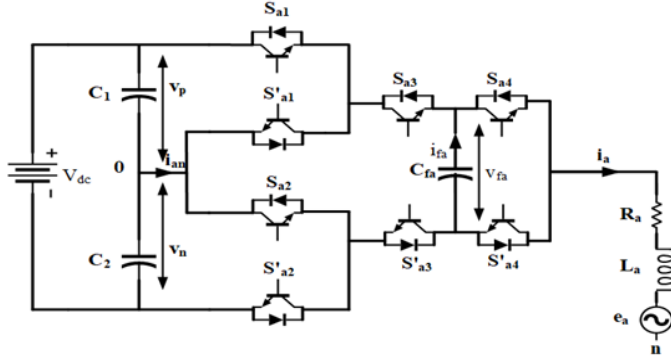 Sa1
C1
vp
S'a1
Sa3
Sa4
+
Vdc
-
0
ian
Sa2
ifa
Cfa
vfa
ia
Ra
C2
vn
S'a2
S'a3
S'a4
La
ea
n